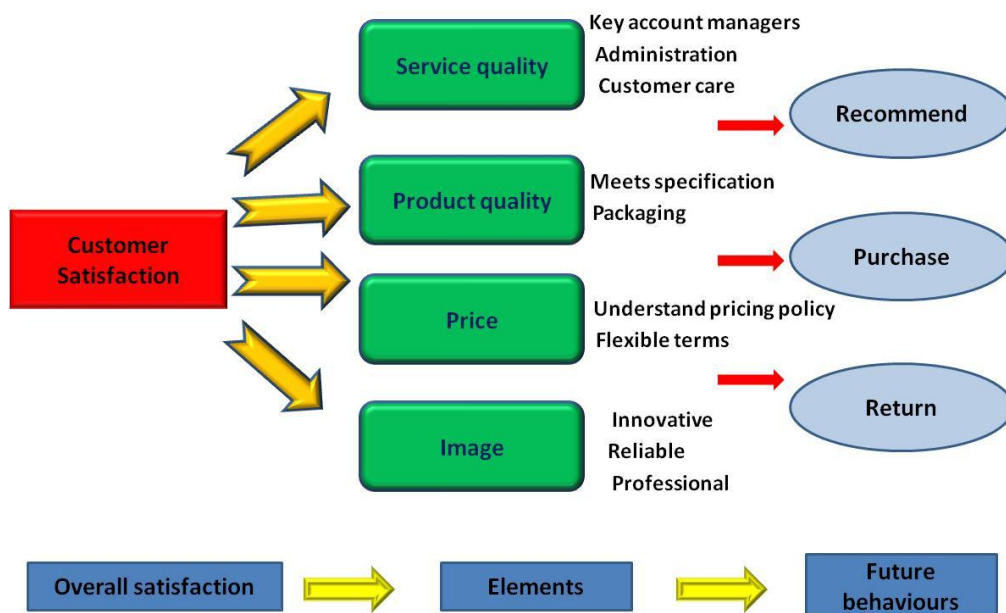 Customer
Satisfaction
Service quality
Key account managers
Administration
Customer care
Product quality
Meets specification
Packaging
Price
Understand pricing policy
Flexible terms
Image
Innovative
Reliable
Professional
Recommend
Purchase
Return
Overall satisfaction
Elements
Future
behaviours